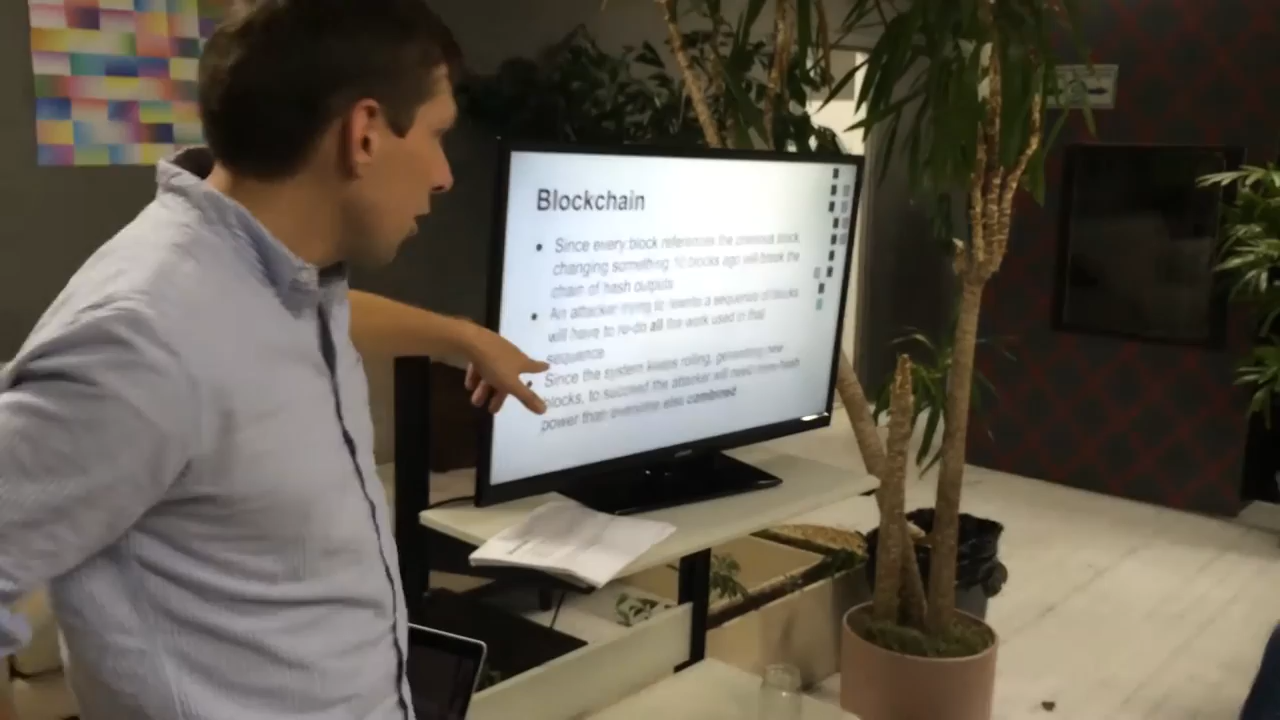 Blockchain
• Since every block references the previous block,
changing something 10 blocks ago will break the
chain of hash outputs
• An attacker trying to rewrite a sequence of blocks
will have to re-do all the work used in that
sequence
• Since the system keeps rolling, generating new
blocks, to succeed the attacker will need more hash
power than everyone else combined